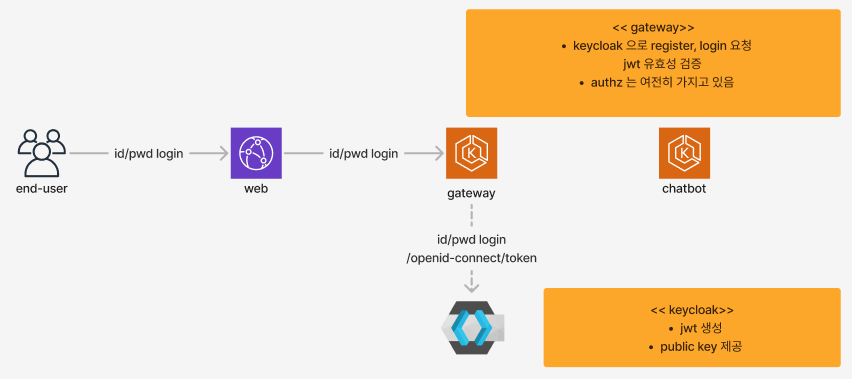 << gateway>>
• keycloak 으로 register, login 요청
jwt 유효성 검증
• authz 는 여전히 가지고 있음
id/pwd login
id/pwd login
K
K
end-user
web
gateway
chatbot
id/pwd login
/openid-connect/token
<< keycloak>>
• jwt 생성
• public key 제공